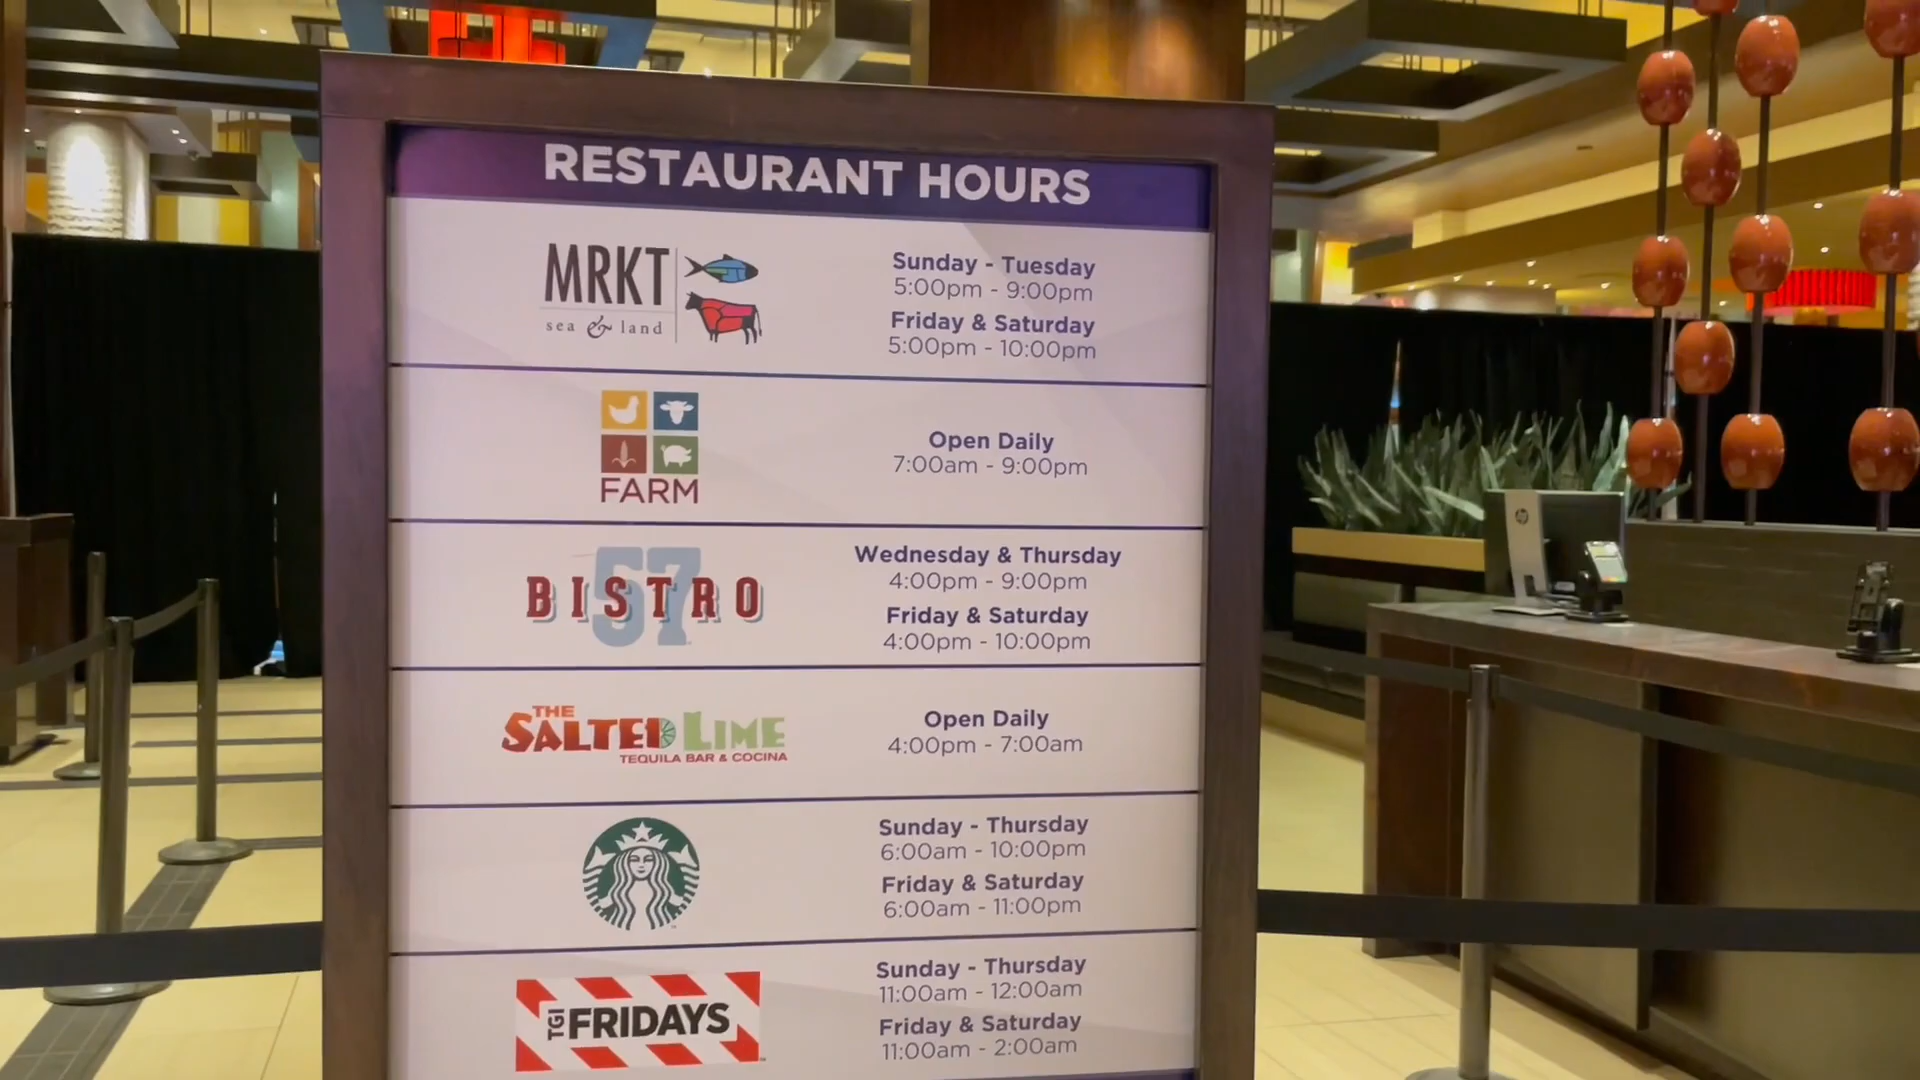 RESTAURANT HOURS
MRKT
sea & land
Sunday - Tuesday
5:00pm - 9:00pm
Friday & Saturday
5:00pm - 10:00pm
FARM
Open Daily
7:00am - 9:00pm
BISTRO 57
Wednesday & Thursday
4:00pm - 9:00pm
Friday & Saturday
4:00pm - 10:00pm
THE
SALTED LIME
TEQUILA BAR & COCINA
Open Daily
4:00pm - 7:00am
Sunday - Thursday
6:00am - 10:00pm
Friday & Saturday
6:00am - 11:00pm
TGI FRIDAYS
Sunday - Thursday
11:00am - 12:00am
Friday & Saturday
11:00am - 2:00am
hp